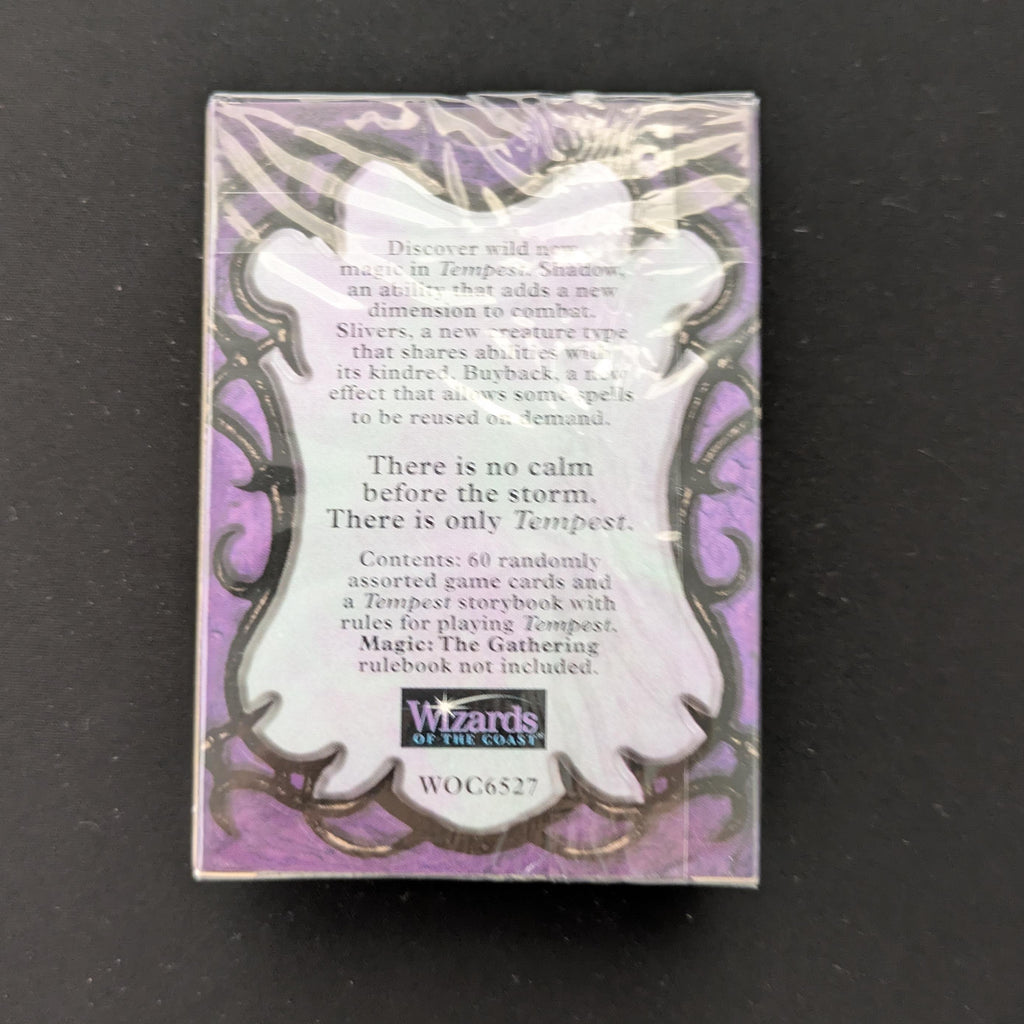 Discover wild new
magic in Tempest. Shadow,
an ability that adds a new
dimension to combat.
Slivers, a new creature type
that shares abilities with
its kindred. Buyback, a new
effect that allows some spells
to be reused on demand.
There is no calm
before the storm.
There is only Tempest.
Contents: 60 randomly
assorted game cards and
a Tempest storybook with
rules for playing Tempest.
Magic: The Gathering
rulebook not included.
Wizards
OF THE COAST®
WOC6527